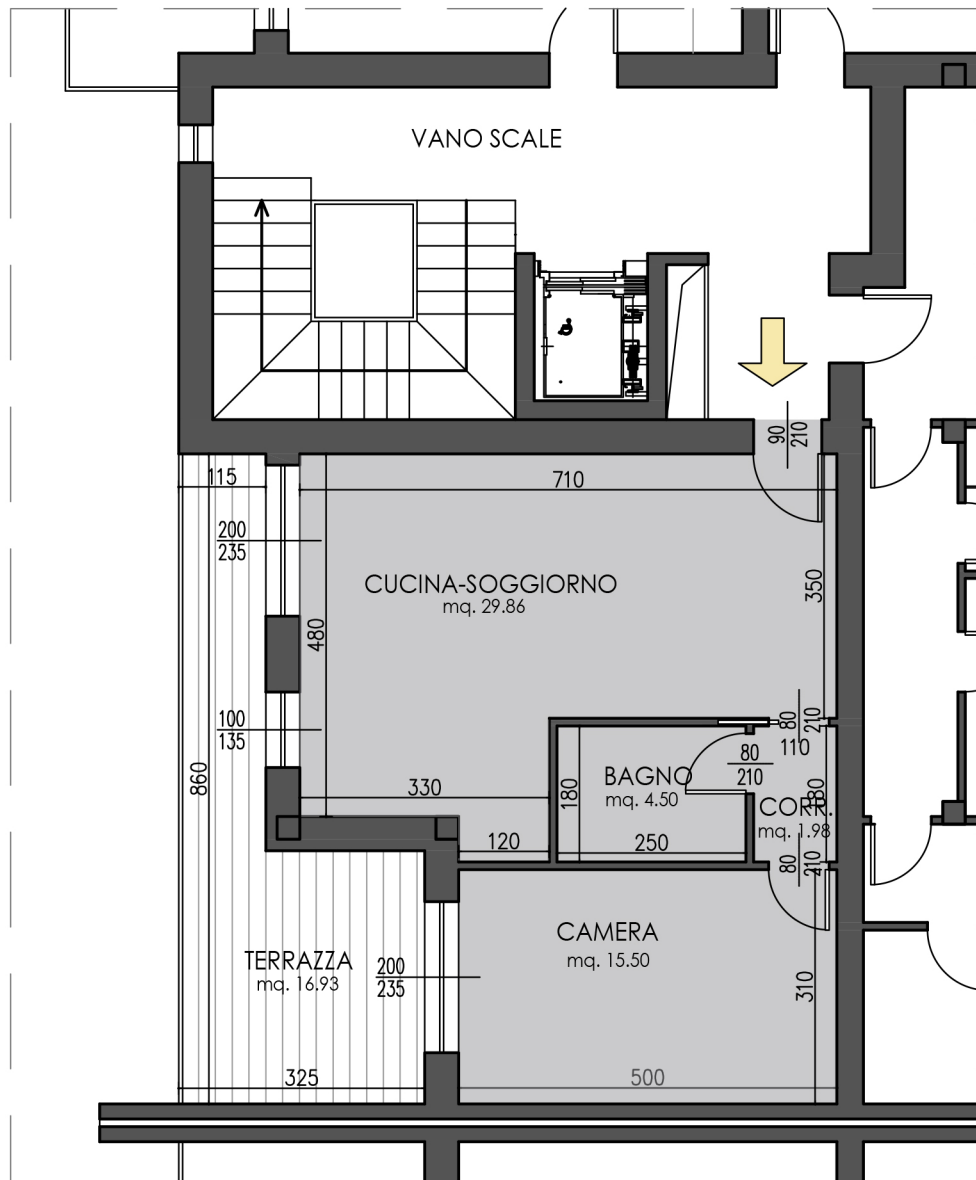 VANO SCALE
90
210
115
710
200
235
CUCINA-SOGGIORNO
mq. 29.86
350
480
100
135
80
210
110
860
330
BAGNO
mq. 4.50
80
210
180
180
CORR.
mq. 1.98
120
250
80
210
CAMERA
mq. 15.50
TERRAZZA
mq. 16.93
200
235
310
325
500